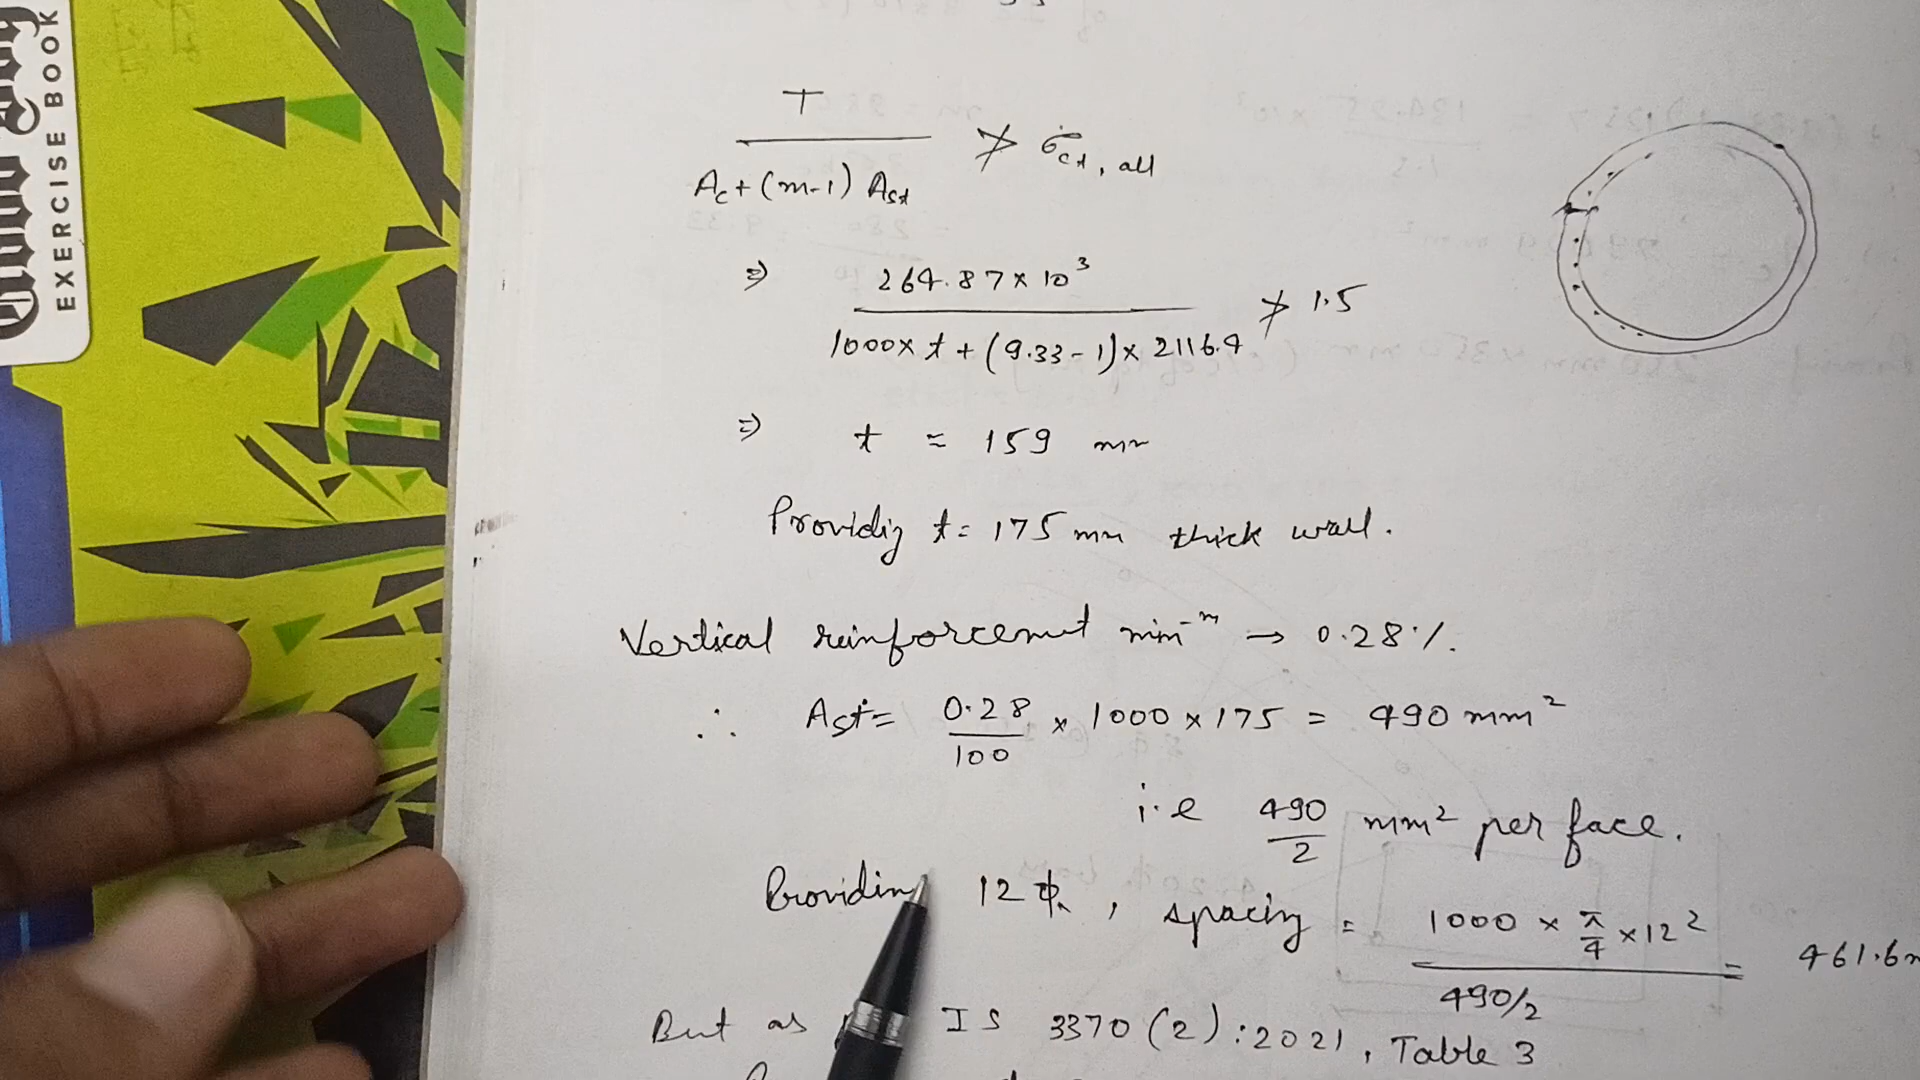 EXERCISE BOOK
T / Ac + (m-1) Ast ≯ σct, all
⇒ 264.87 × 10³ / 1000 × t + (9.33 - 1) × 2116.4 ≯ 1.5
⇒ t = 159 mm
Providig t = 175 mm thick wall.
Vertical reinforcement minᵐ → 0.28 %.
∴ Ast = 0.28/100 × 1000 × 175 = 490 mm²
i.e 490/2 mm² per face.
Providing 12 ϕ, spacing = 1000 × π/4 × 12² / 490/2 = 461.6
But as IS 3370 (2) : 2021, Table 3